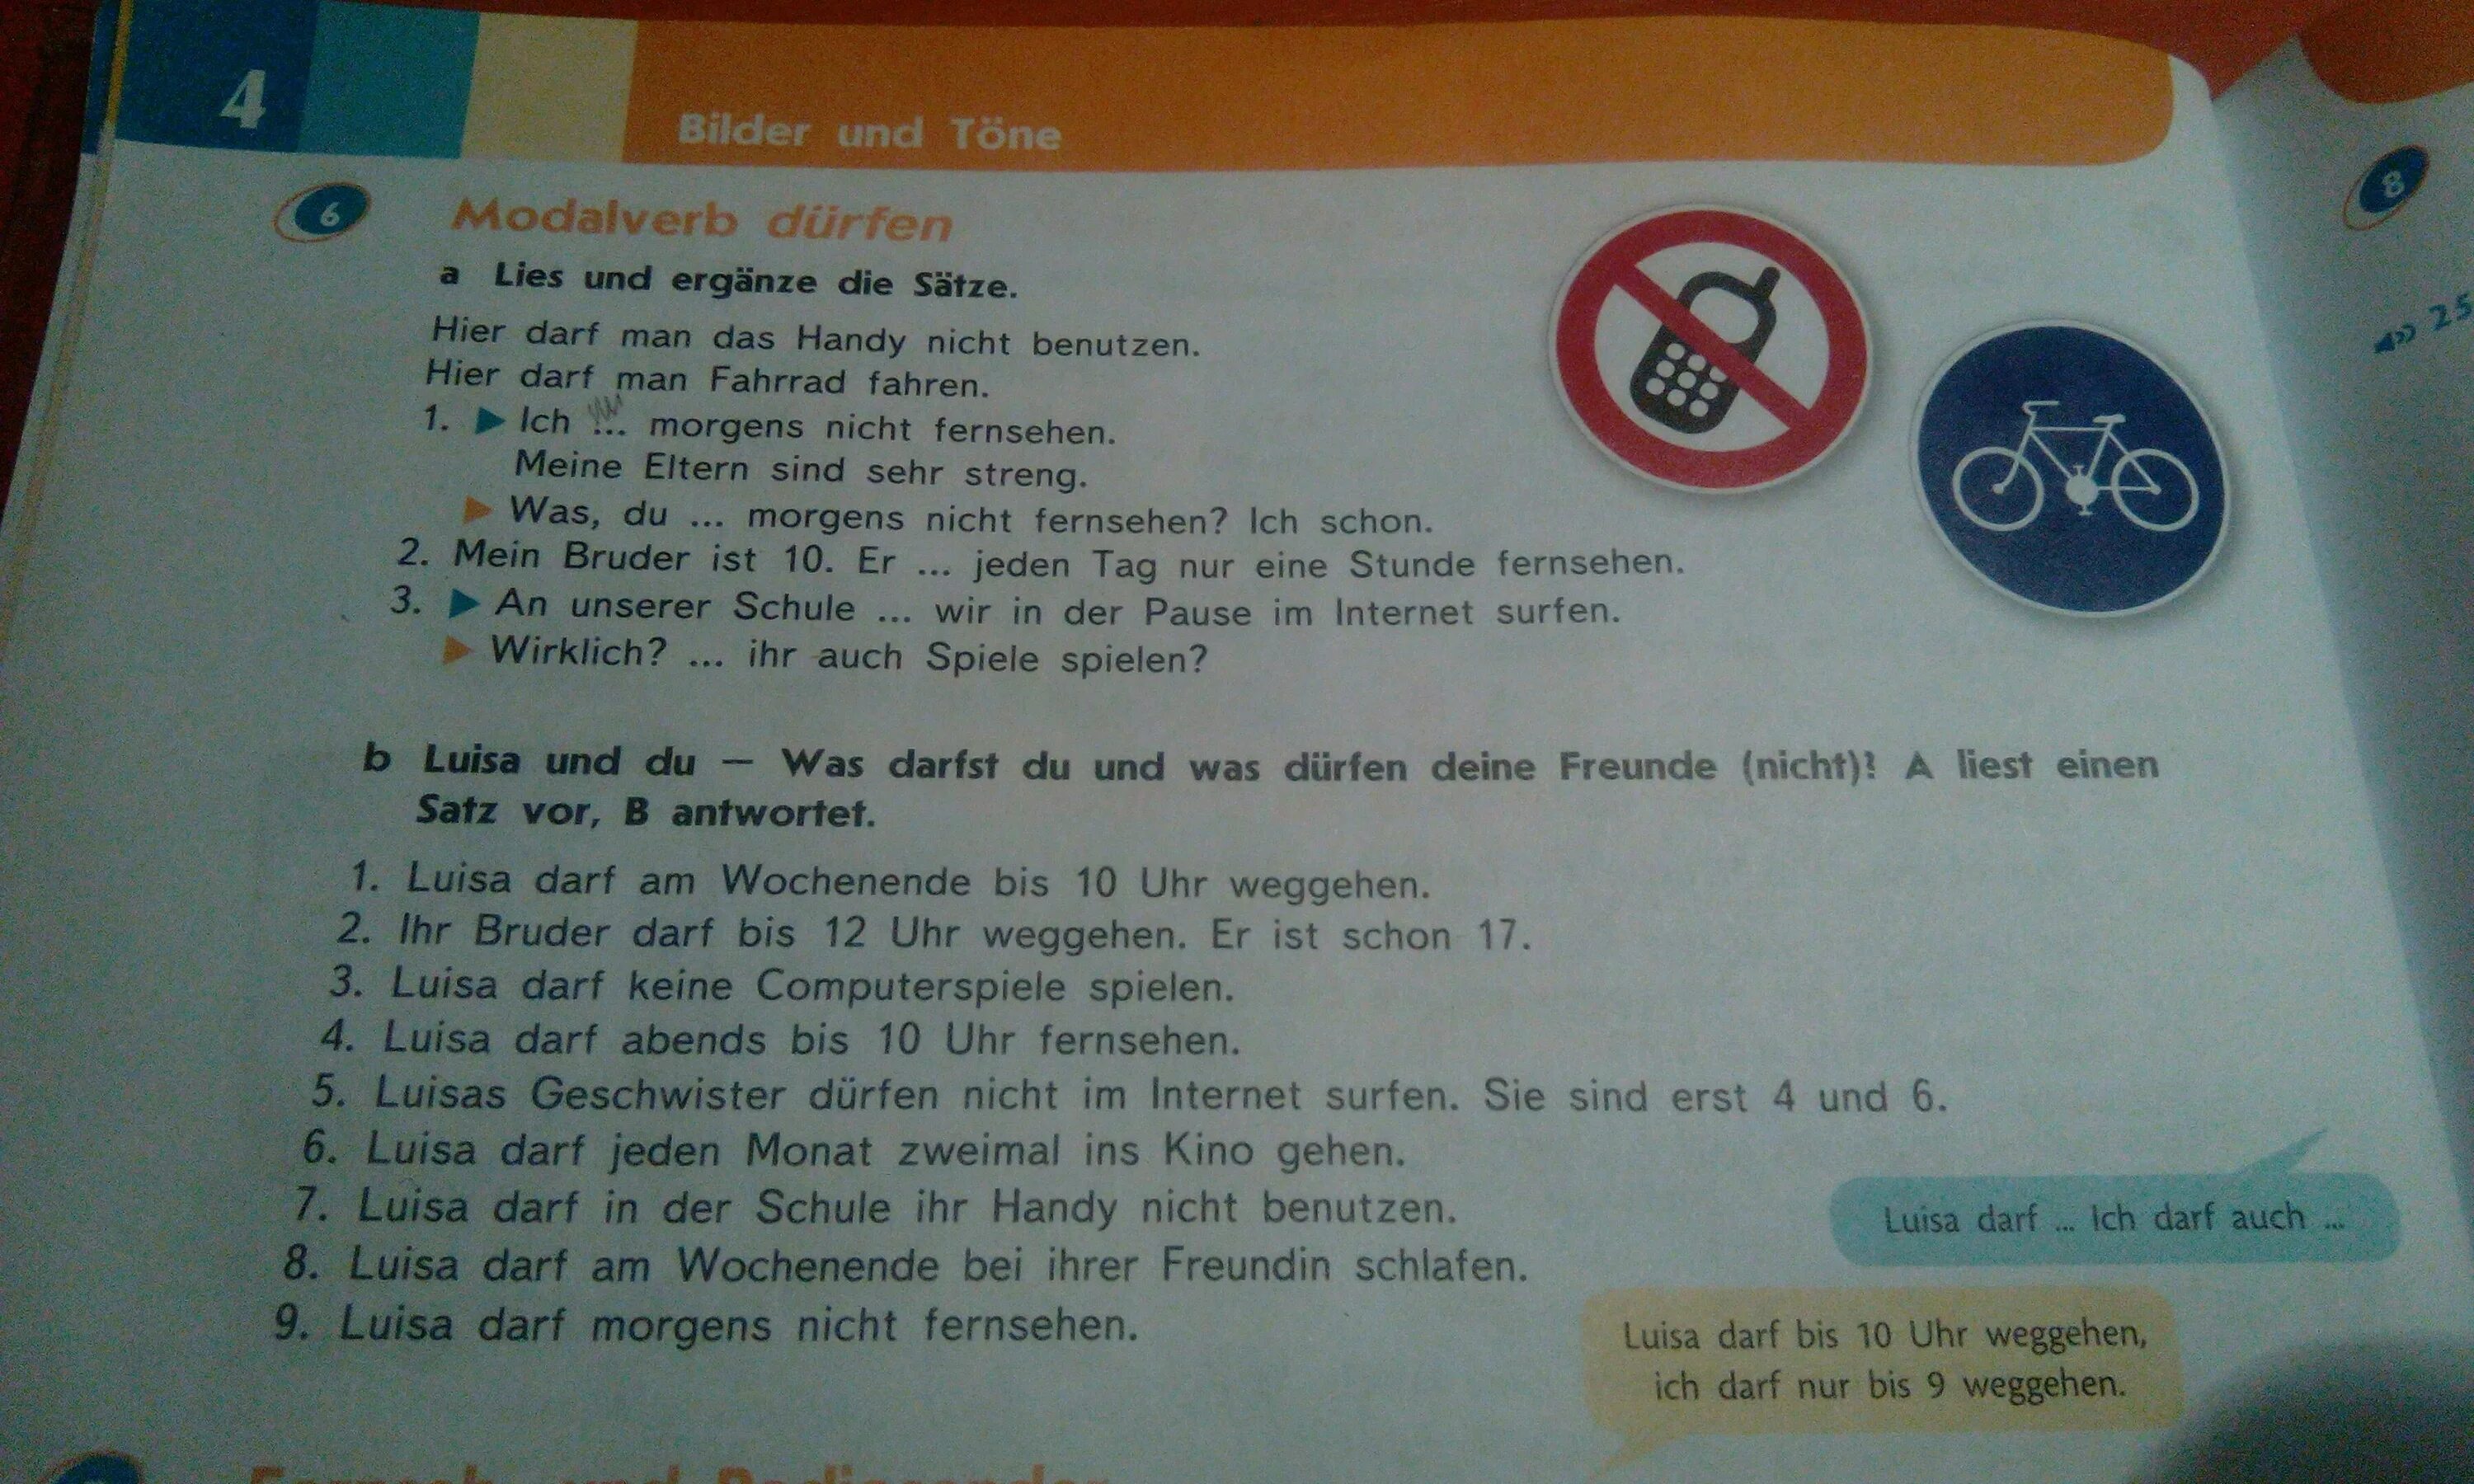 4
Bilder und Töne
6 Modalverb dürfen
a Lies und ergänze die Sätze.
Hier darf man das Handy nicht benutzen.
Hier darf man Fahrrad fahren.
1. ▶ Ich ... morgens nicht fernsehen.
Meine Eltern sind sehr streng.
▶ Was, du ... morgens nicht fernsehen? Ich schon.
2. Mein Bruder ist 10. Er ... jeden Tag nur eine Stunde fernsehen.
3. ▶ An unserer Schule ... wir in der Pause im Internet surfen.
▶ Wirklich? ... ihr auch Spiele spielen?
b Luisa und du — Was darfst du und was dürfen deine Freunde (nicht)? A liest einen
Satz vor, B antwortet.
1. Luisa darf am Wochenende bis 10 Uhr weggehen.
2. Ihr Bruder darf bis 12 Uhr weggehen. Er ist schon 17.
3. Luisa darf keine Computerspiele spielen.
4. Luisa darf abends bis 10 Uhr fernsehen.
5. Luisas Geschwister dürfen nicht im Internet surfen. Sie sind erst 4 und 6.
6. Luisa darf jeden Monat zweimal ins Kino gehen.
7. Luisa darf in der Schule ihr Handy nicht benutzen.
8. Luisa darf am Wochenende bei ihrer Freundin schlafen.
9. Luisa darf morgens nicht fernsehen.
Luisa darf ... Ich darf auch ...
Luisa darf bis 10 Uhr weggehen,
ich darf nur bis 9 weggehen.
8
25